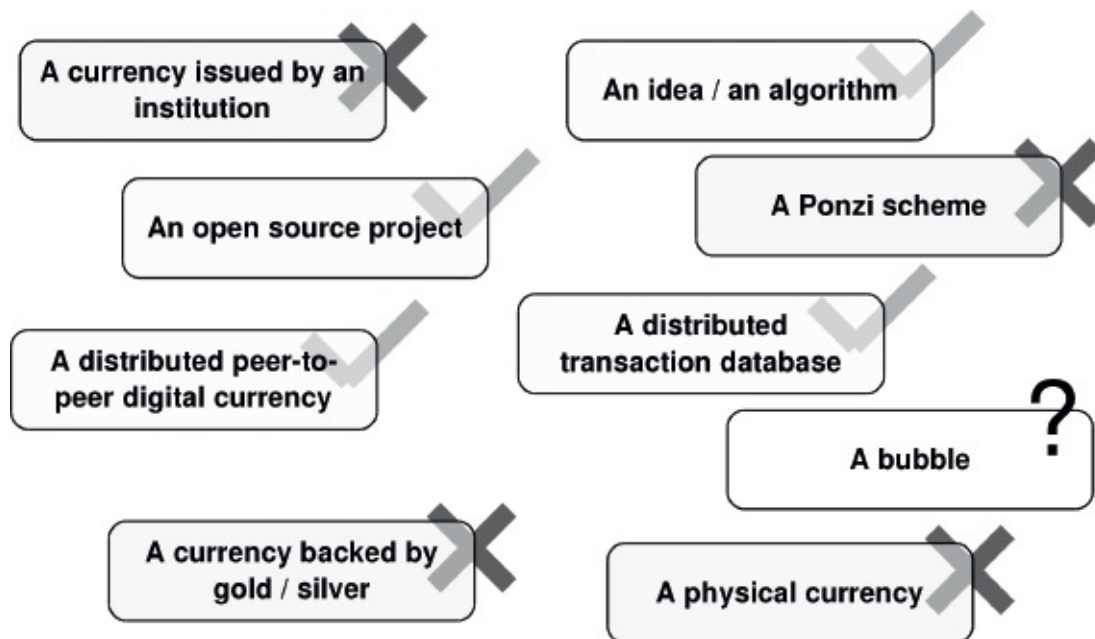 A currency issued by an
institution
An idea / an algorithm
An open source project
A Ponzi scheme
A distributed peer-to-
peer digital currency
A distributed
transaction database
?
A bubble
A currency backed by
gold / silver
A physical currency